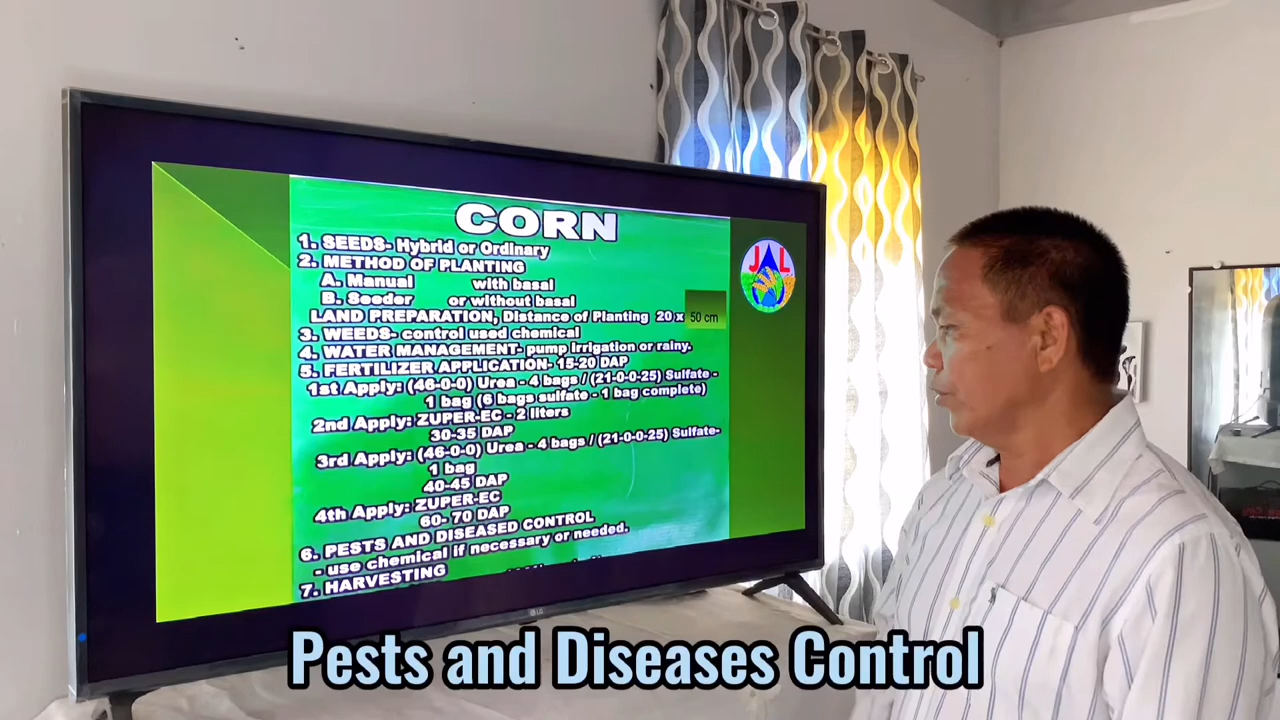 CORN
1. SEEDS- Hybrid or Ordinary
2. METHOD OF PLANTING
A. Manual with basal
B. Seeder or without basal
LAND PREPARATION, Distance of Planting 20 x 50 cm
3. WEEDS- control used chemical
4. WATER MANAGEMENT- pump irrigation or rainy.
5. FERTILIZER APPLICATION- 15-20 DAP
1st Apply: (46-0-0) Urea - 4 bags / (21-0-0-25) Sulfate -
1 bag (6 bags sulfate - 1 bag complete)
2nd Apply: ZUPER-EC - 2 liters
30-35 DAP
3rd Apply: (46-0-0) Urea - 4 bags / (21-0-0-25) Sulfate-
1 bag
40-45 DAP
4th Apply: ZUPER-EC
60- 70 DAP
6. PESTS AND DISEASED CONTROL
- use chemical if necessary or needed.
7. HARVESTING
J L
LG
Pests and Diseases Control